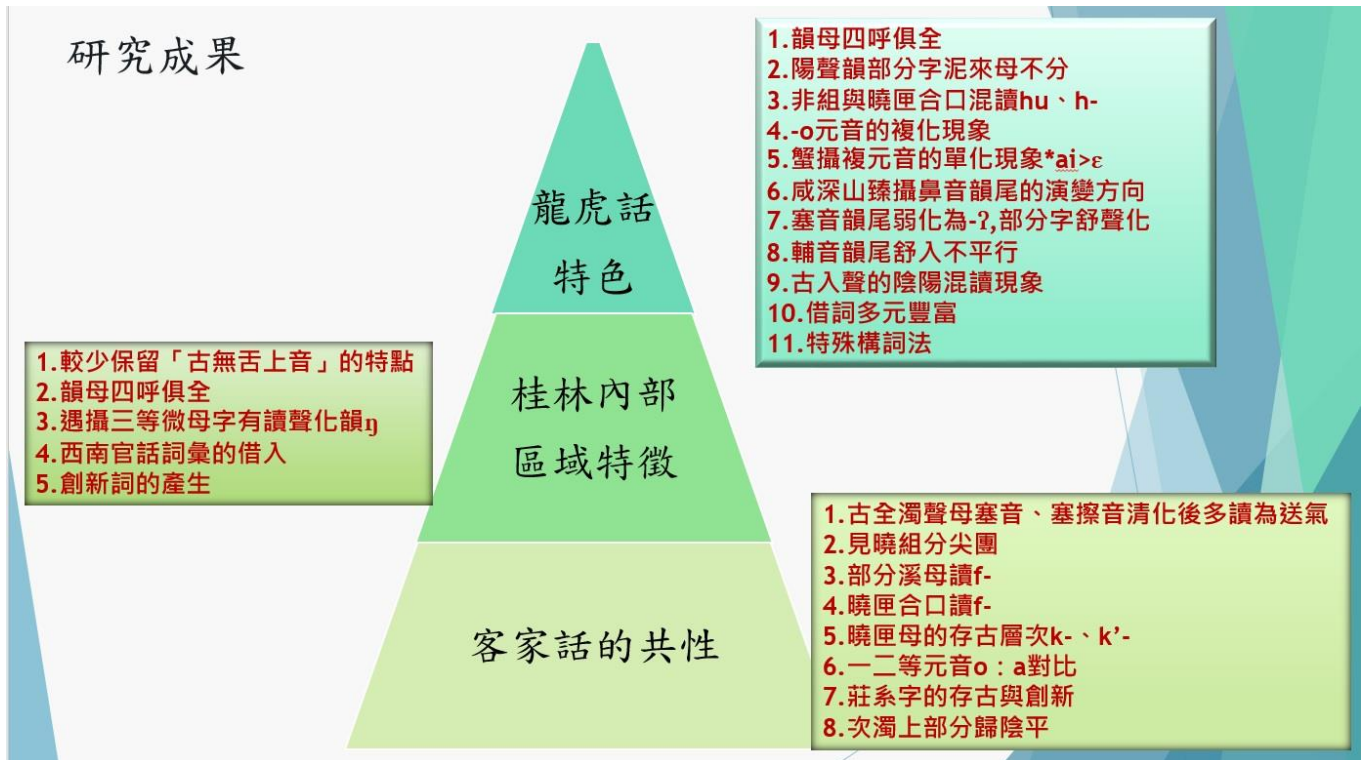 研究成果
龍虎話
特色
桂林內部
區域特徵
客家話的共性
1.韻母四呼俱全
2.陽聲韻部分字泥來母不分
3.非組與曉匣合口混讀hu、h-
4.-o元音的複化現象
5.蟹攝複元音的單化現象*ai>ɛ
6.咸深山臻攝鼻音韻尾的演變方向
7.塞音韻尾弱化為-ʔ,部分字舒聲化
8.輔音韻尾舒入不平行
9.古入聲的陰陽混讀現象
10.借詞多元豐富
11.特殊構詞法
1.較少保留「古無舌上音」的特點
2.韻母四呼俱全
3.遇攝三等微母字有讀聲化韻ŋ
4.西南官話詞彙的借入
5.創新詞的產生
1.古全濁聲母塞音、塞擦音清化後多讀為送氣
2.見曉組分尖團
3.部分溪母讀f-
4.曉匣合口讀f-
5.曉匣母的存古層次k-、k’-
6.一二等元音o：a對比
7.莊系字的存古與創新
8.次濁上部分歸陰平